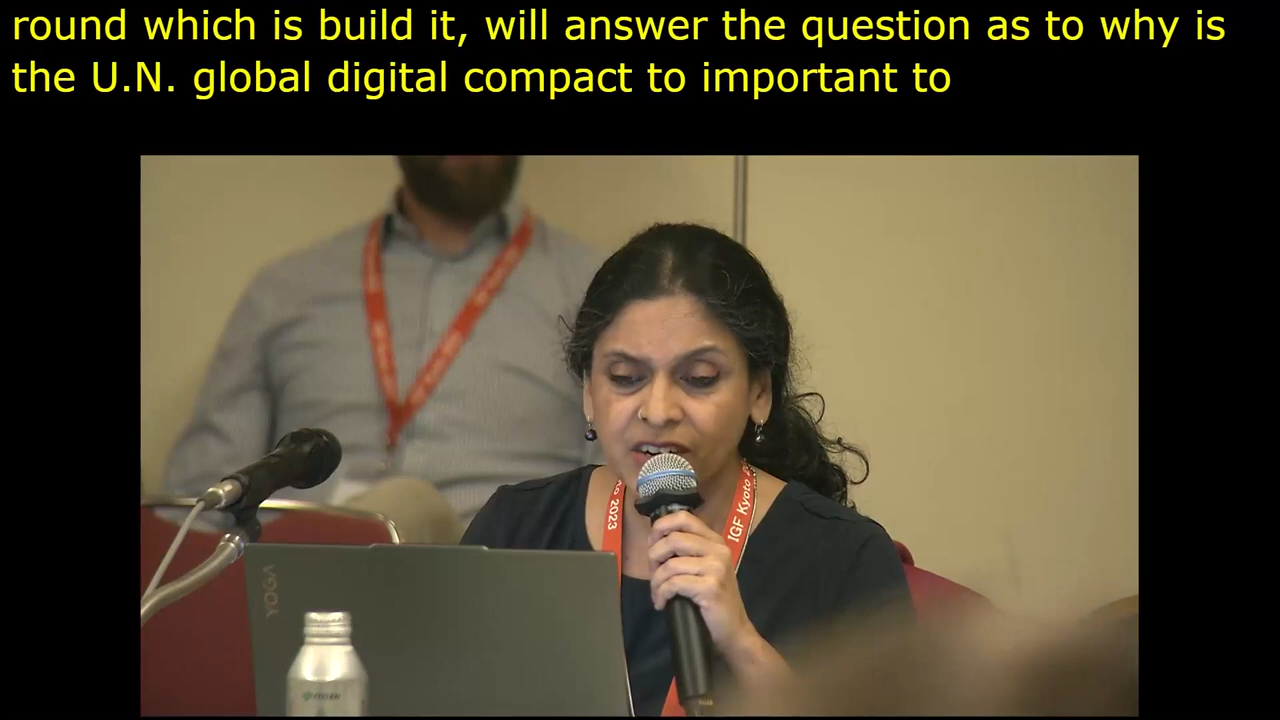 round which is build it, will answer the question as to why is
the U.N. global digital compact to important to
2023
IGF Kyoto
YOGA